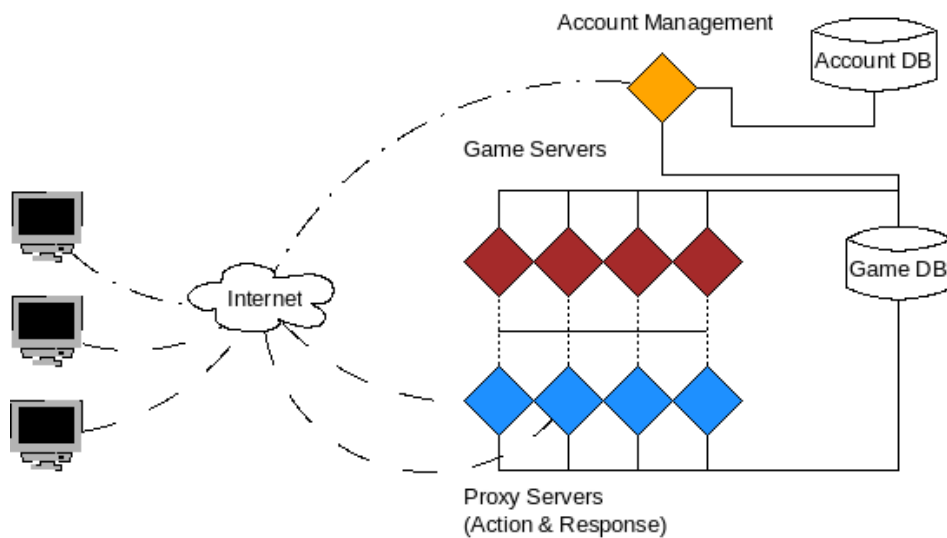 Account Management
Account DB
Game Servers
Game DB
Internet
Proxy Servers
(Action & Response)